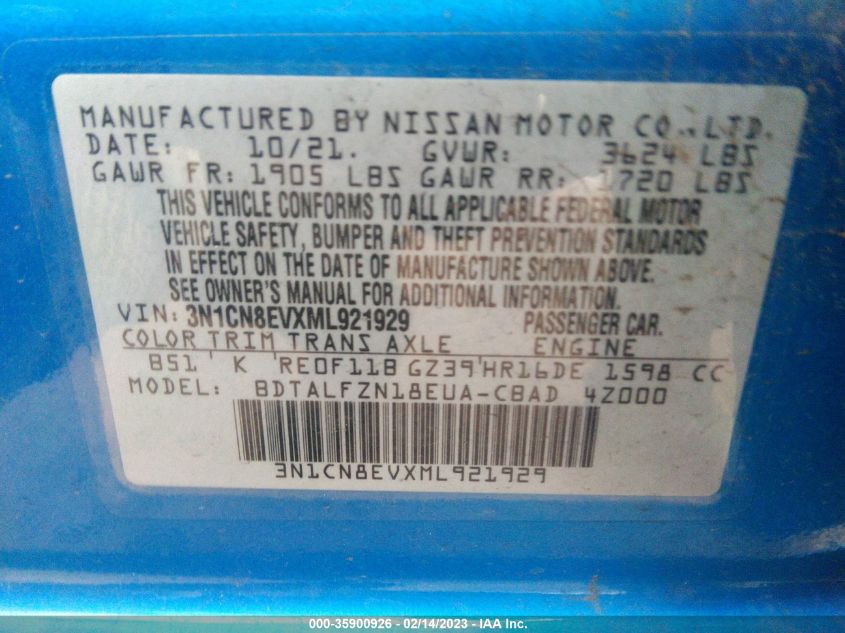 MANUFACTURED BY NISSAN MOTOR CO.,LTD.
DATE: 10/21. GVWR: 3624 LBS
GAWR FR: 1905 LBS GAWR RR: 1720 LBS
THIS VEHICLE CONFORMS TO ALL APPLICABLE FEDERAL MOTOR
VEHICLE SAFETY, BUMPER AND THEFT PREVENTION STANDARDS
IN EFFECT ON THE DATE OF MANUFACTURE SHOWN ABOVE.
SEE OWNER'S MANUAL FOR ADDITIONAL INFORMATION.
VIN: 3N1CN8EVXML921929 PASSENGER CAR.
COLOR TRIM TRANS AXLE ENGINE
B51' K 'RE0F11B GZ39'HR16DE 1598 CC
MODEL: BDTALFZN18EUA-CBAD 4Z000
3N1CN8EVXML921929
000-35900926 - 02/14/2023 - IAA Inc.